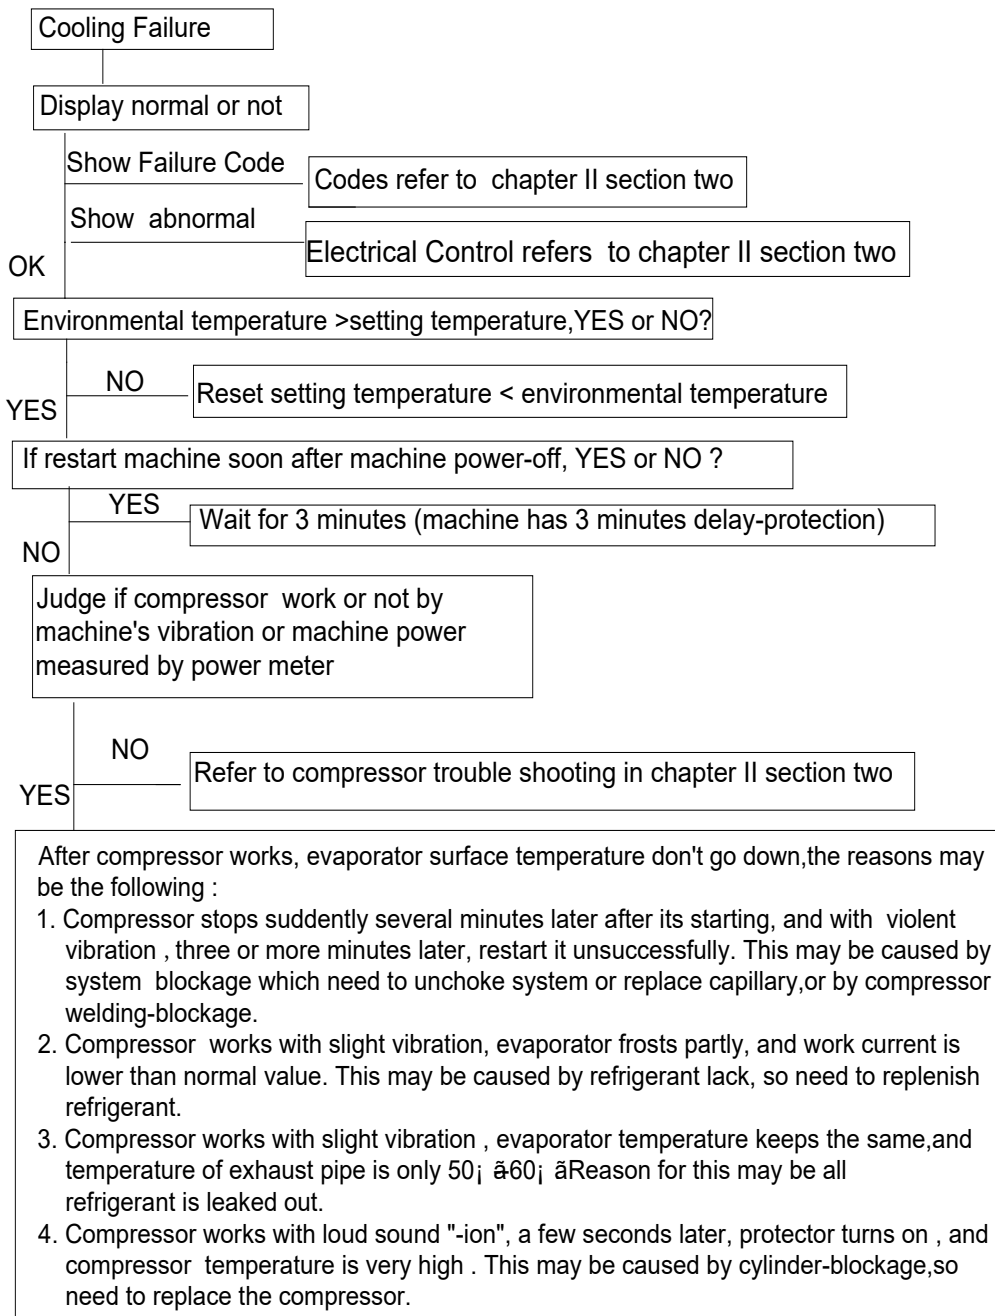 Cooling Failure
Display normal or not
Show Failure Code
Codes refer to chapter II section two
Show abnormal
Electrical Control refers to chapter II section two
OK
Environmental temperature >setting temperature,YES or NO?
NO
Reset setting temperature < environmental temperature
YES
If restart machine soon after machine power-off, YES or NO ?
YES
Wait for 3 minutes (machine has 3 minutes delay-protection)
NO
Judge if compressor work or not by
machine's vibration or machine power
measured by power meter
NO
Refer to compressor trouble shooting in chapter II section two
YES
After compressor works, evaporator surface temperature don't go down,the reasons may
be the following :
1. Compressor stops suddently several minutes later after its starting, and with violent
vibration , three or more minutes later, restart it unsuccessfully. This may be caused by
system blockage which need to unchoke system or replace capillary,or by compressor
welding-blockage.
2. Compressor works with slight vibration, evaporator frosts partly, and work current is
lower than normal value. This may be caused by refrigerant lack, so need to replenish
refrigerant.
3. Compressor works with slight vibration , evaporator temperature keeps the same,and
temperature of exhaust pipe is only 50¡ ã-60¡ ãReason for this may be all
refrigerant is leaked out.
4. Compressor works with loud sound "-ion", a few seconds later, protector turns on , and
compressor temperature is very high . This may be caused by cylinder-blockage,so
need to replace the compressor.